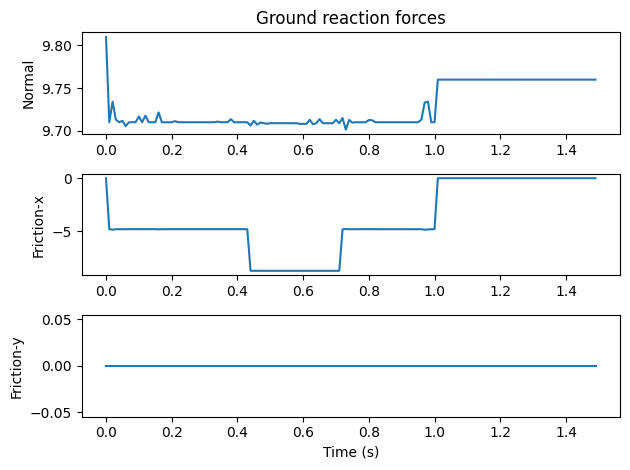 Ground reaction forces
9.80
9.75
9.70
Normal
0.0 0.2 0.4 0.6 0.8 1.0 1.2 1.4
0
−5
Friction-x
0.0 0.2 0.4 0.6 0.8 1.0 1.2 1.4
0.05
0.00
−0.05
Friction-y
0.0 0.2 0.4 0.6 0.8 1.0 1.2 1.4
Time (s)